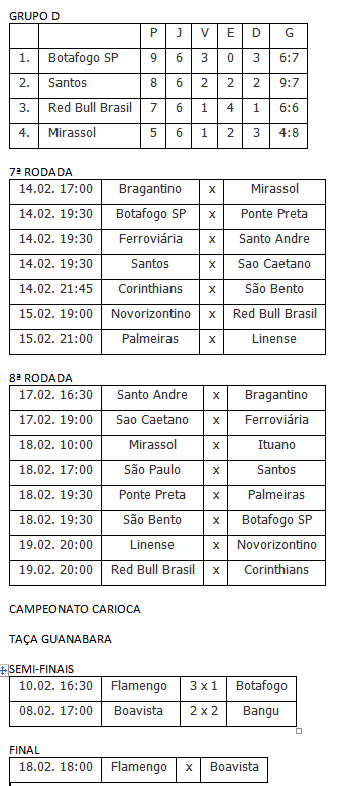 GRUPO D
P J V E D G
1. Botafogo SP 9 6 3 0 3 6:7
2. Santos 8 6 2 2 2 9:7
3. Red Bull Brasil 7 6 1 4 1 6:6
4. Mirassol 5 6 1 2 3 4:8
7ª RODADA
14.02. 17:00 Bragantino x Mirassol
14.02. 19:30 Botafogo SP x Ponte Preta
14.02. 19:30 Ferroviária x Santo Andre
14.02. 19:30 Santos x Sao Caetano
14.02. 21:45 Corinthians x São Bento
15.02. 19:00 Novorizontino x Red Bull Brasil
15.02. 21:00 Palmeiras x Linense
8ª RODADA
17.02. 16:30 Santo Andre x Bragantino
17.02. 19:00 Sao Caetano x Ferroviária
18.02. 10:00 Mirassol x Ituano
18.02. 17:00 São Paulo x Santos
18.02. 19:30 Ponte Preta x Palmeiras
18.02. 19:30 São Bento x Botafogo SP
19.02. 20:00 Linense x Novorizontino
19.02. 20:00 Red Bull Brasil x Corinthians
CAMPEONATO CARIOCA
TAÇA GUANABARA
SEMI-FINAIS
10.02. 16:30 Flamengo 3 x 1 Botafogo
08.02. 17:00 Boavista 2 x 2 Bangu
FINAL
18.02. 18:00 Flamengo x Boavista